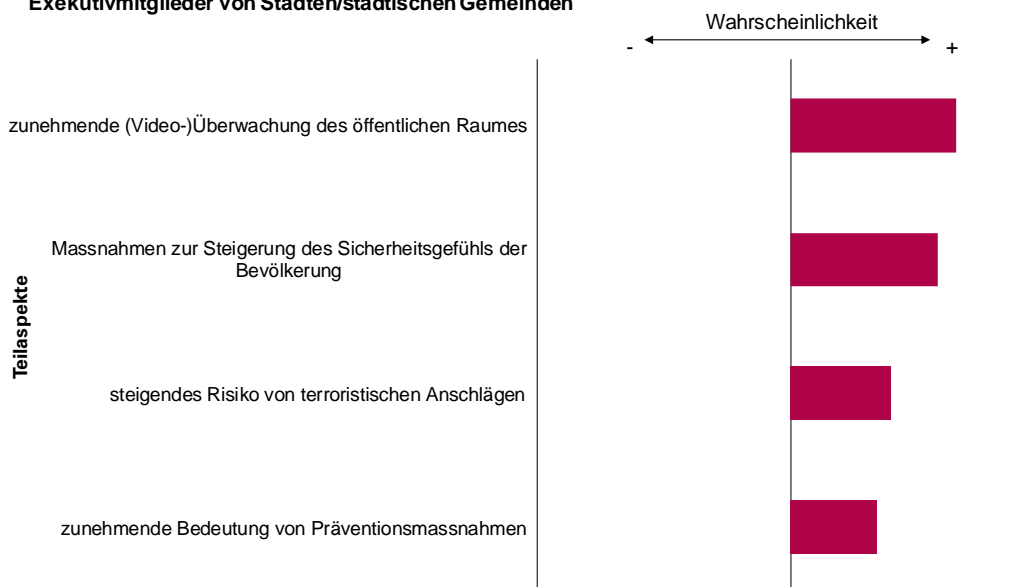 Exekutivmitglieder von Städten/städtischen Gemeinden
Wahrscheinlichkeit
- +
zunehmende (Video-)Überwachung des öffentlichen Raumes
Massnahmen zur Steigerung des Sicherheitsgefühls der
Bevölkerung
Teilaspekte
steigendes Risiko von terroristischen Anschlägen
zunehmende Bedeutung von Präventionsmassnahmen